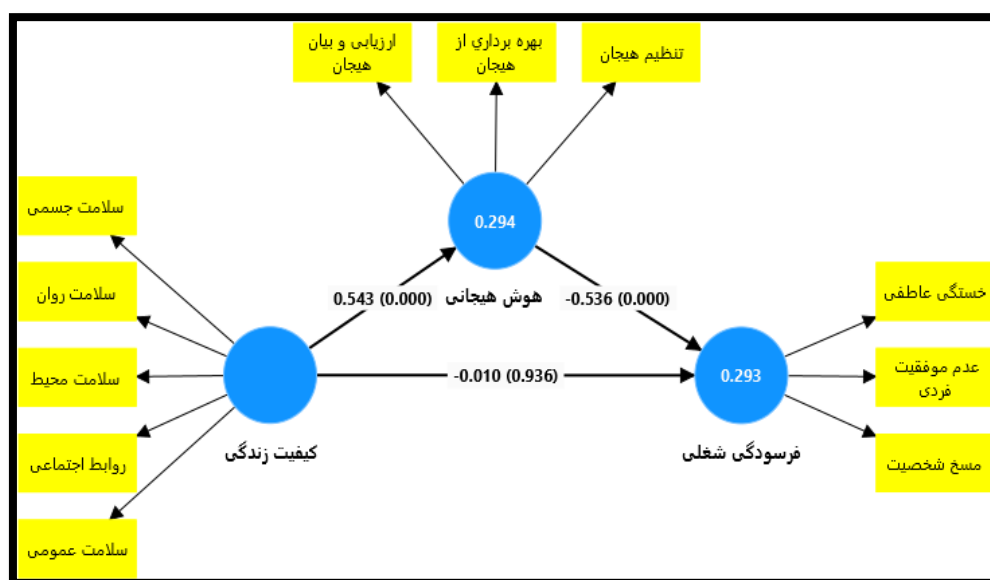 ارزیابی و بیان
هیجان
بهره برداري از
هیجان
تنظیم هیجان
سلامت جسمی
سلامت روان
سلامت محیط
روابط اجتماعی
سلامت عمومی
0.294
هوش هیجانی
0.543 (0.000)
-0.536 (0.000)
-0.010 (0.936)
کیفیت زندگی
0.293
فرسودگی شغلی
خستگی عاطفی
عدم موفقیت
فردی
مسخ شخصیت